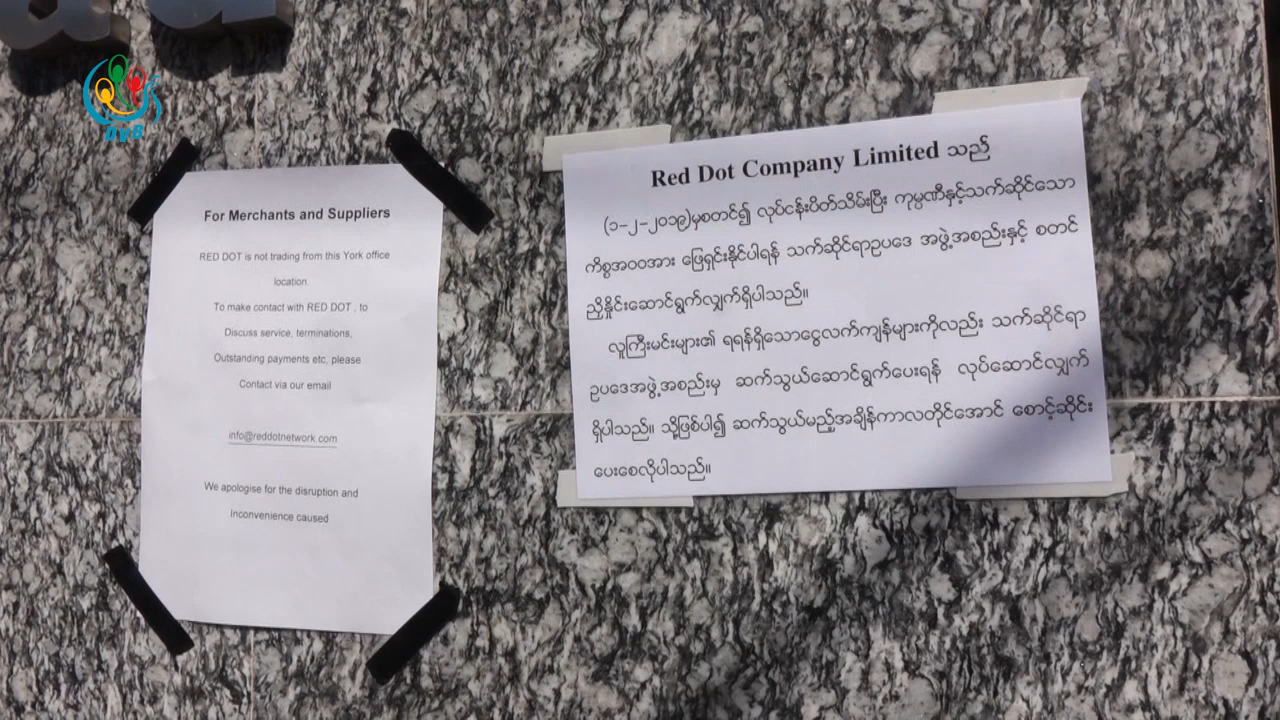 DVB
For Merchants and Suppliers
RED DOT is not trading from this York office
location.
To make contact with RED DOT , to
Discuss service, terminations,
Outstanding payments etc, please
Contact via our email
info@reddotnetwork.com
We apologise for the disruption and
Inconvenience caused
Red Dot Company Limited သည်
(၁-၂-၂၀၁၉)မှစတင်၍ လုပ်ငန်းပိတ်သိမ်းပြီး ကုမ္ပဏီနှင့်သက်ဆိုင်သော
ကိစ္စအဝဝအား ဖြေရှင်းနိုင်ပါရန် သက်ဆိုင်ရာဥပဒေ အဖွဲ့အစည်းနှင့် စတင်
ညှိနှိုင်းဆောင်ရွက်လျှက်ရှိပါသည်။
လူကြီးမင်းများ၏ ရရန်ရှိသောငွေလက်ကျန်များကိုလည်း သက်ဆိုင်ရာ
ဥပဒေအဖွဲ့အစည်းမှ ဆက်သွယ်ဆောင်ရွက်ပေးရန် လုပ်ဆောင်လျှက်
ရှိပါသည်။ သို့ဖြစ်ပါ၍ ဆက်သွယ်မည့်အချိန်ကာလတိုင်အောင် စောင့်ဆိုင်း
ပေးစေလိုပါသည်။